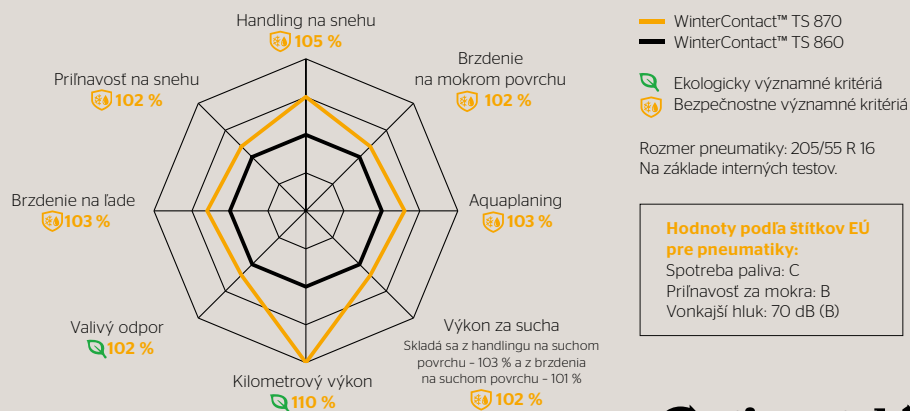 Handling na snehu
105 %
Brzdenie
na mokrom povrchu
102 %
Aquaplaning
103 %
Výkon za sucha
Skladá sa z handlingu na suchom
povrchu – 103 % a z brzdenia
na suchom povrchu – 101 %
102 %
Kilometrový výkon
110 %
Valivý odpor
102 %
Brzdenie na ľade
103 %
Priľnavosť na snehu
102 %
WinterContact™ TS 870
WinterContact™ TS 860
Ekologicky významné kritériá
Bezpečnostne významné kritériá
Rozmer pneumatiky: 205/55 R 16
Na základe interných testov.
Hodnoty podľa štítkov EÚ
pre pneumatiky:
Spotreba paliva: C
Priľnavosť za mokra: B
Vonkajší hluk: 70 dB (B)